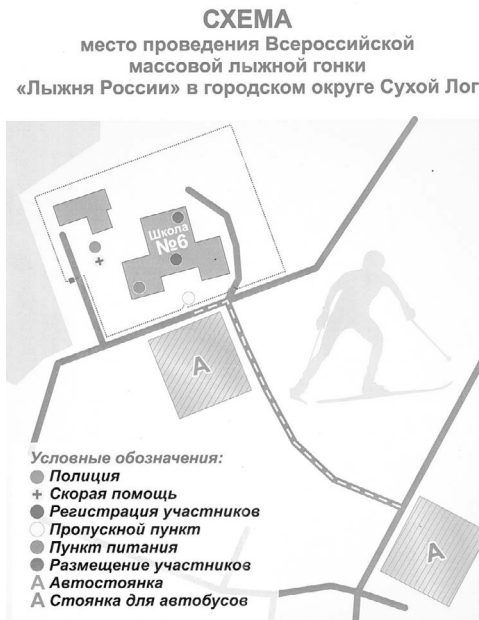 СХЕМА
место проведения Всероссийской
массовой лыжной гонки
«Лыжня России» в городском округе Сухой Лог
Школа
№6
А
А
Условные обозначения:
Полиция
Скорая помощь
Регистрация участников
Пропускной пункт
Пункт питания
Размещение участников
А Автостоянка
А Стоянка для автобусов